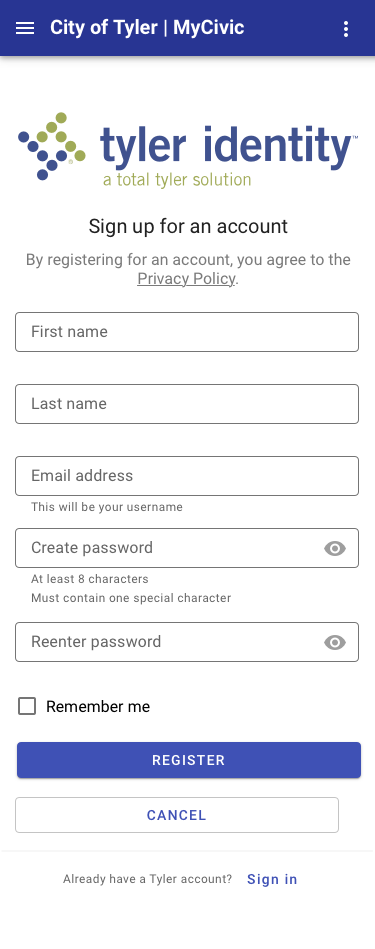 City of Tyler | MyCivic
tyler identity™
a total tyler solution
Sign up for an account
By registering for an account, you agree to the
Privacy Policy.
First name
Last name
Email address
This will be your username
Create password
At least 8 characters
Must contain one special character
Reenter password
Remember me
REGISTER
CANCEL
Already have a Tyler account? Sign in